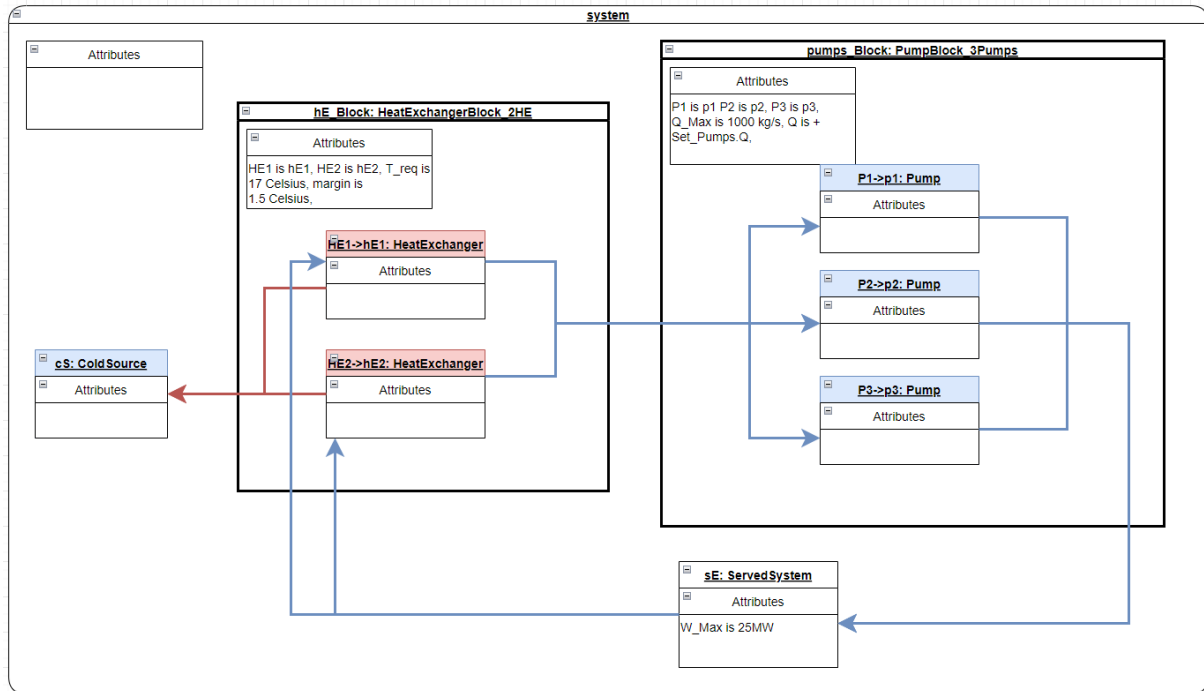 system
Attributes
pumps_Block: PumpBlock_3Pumps
Attributes
P1 is p1 P2 is p2, P3 is p3,
Q_Max is 1000 kg/s, Q is +
Set_Pumps.Q,
hE_Block: HeatExchangerBlock_2HE
Attributes
HE1 is hE1, HE2 is hE2, T_req is
17 Celsius, margin is
1.5 Celsius,
P1->p1: Pump
Attributes
HE1->hE1: HeatExchanger
Attributes
P2->p2: Pump
Attributes
cS: ColdSource
Attributes
HE2->hE2: HeatExchanger
Attributes
P3->p3: Pump
Attributes
sE: ServedSystem
Attributes
W_Max is 25MW